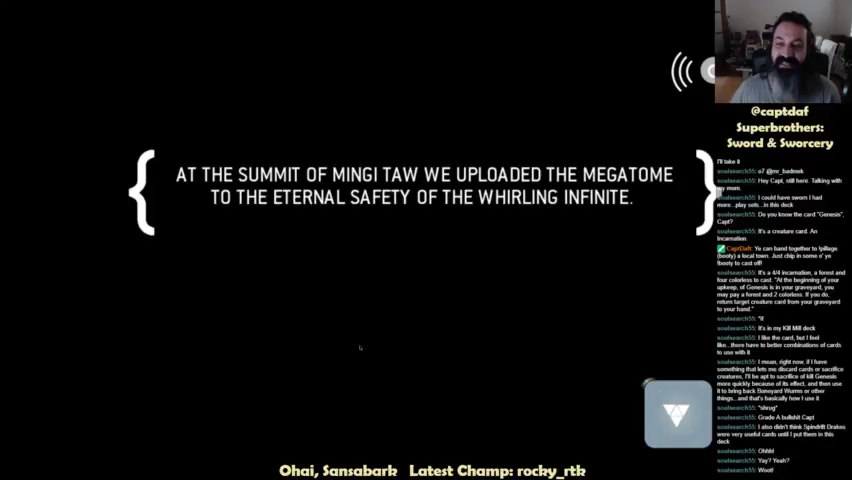 AT THE SUMMIT OF MINGI TAW WE UPLOADED THE MEGATOME
TO THE ETERNAL SAFETY OF THE WHIRLING INFINITE.
@captdaf
Superbrothers:
Sword & Sworcery
I'll take it
soulsearch55: o7 @mr_badmek
soulsearch55: Hey Capt, still here. Talking with
my mom.
soulsearch55: I could have sworn I had
more...play sets...in this deck
soulsearch55: Do you know the card "Genesis",
Capt?
soulsearch55: It's a creature card. An
Incarnation.
CaptDaft: Ye can band together to !pillage
(booty) a local town. Just chip in some o' ye
!booty to cast off!
soulsearch55: It's a 4/4 incarnation, a forest and
four colorless to cast. "At the beginning of your
upkeep, of Genesis is in your graveyard, you
may pay a forest and 2 colorless. If you do,
return target creature card from your graveyard
to your hand."
soulsearch55: *if
soulsearch55: It's in my Kill Mill deck
soulsearch55: I like the card, but I feel
like...there have to better combinations of cards
to use with it
soulsearch55: I mean, right now, if I have
something that lets me discard cards or sacrifice
creatures, I'll be apt to sacrifice of kill Genesis
more quickly because of its effect, and then use
it to bring back Boneyard Wurms or other
things...and that's basically how I use it
soulsearch55: *shrug*
soulsearch55: Grade A bullshit Capt
soulsearch55: I also didn't think Spindrift Drakes
were very useful cards until I put them in this
deck
soulsearch55: Ohhh!
soulsearch55: Yay? Yeah?
soulsearch55: Woot!
Ohai, Sansabark Latest Champ: rocky_rtk